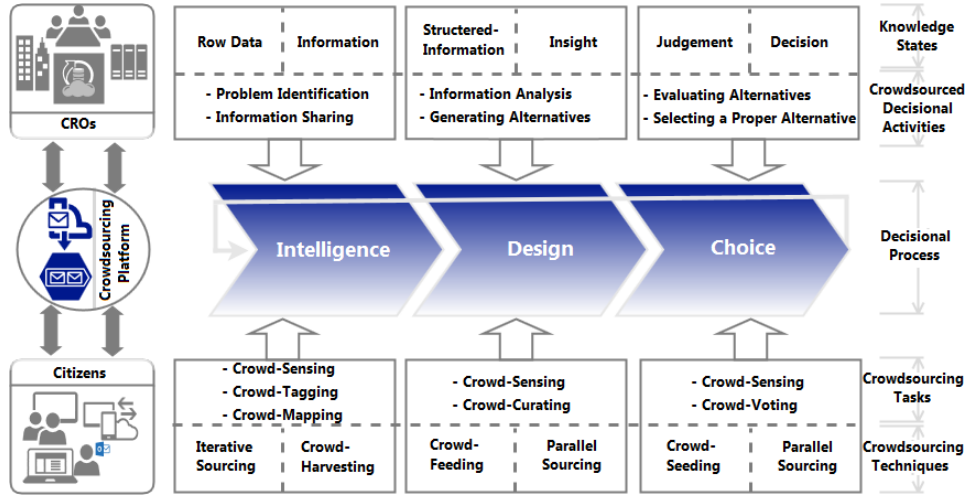 CROs
Crowdsourcing
Platform
Citizens
Row Data
Information
Structered-
Information
Insight
Judgement
Decision
Knowledge
States
- Problem Identification
- Information Sharing
- Information Analysis
- Generating Alternatives
- Evaluating Alternatives
- Selecting a Proper Alternative
Crowdsourced
Decisional
Activities
Intelligence
Design
Choice
Decisional
Process
- Crowd-Sensing
- Crowd-Tagging
- Crowd-Mapping
- Crowd-Sensing
- Crowd-Curating
- Crowd-Sensing
- Crowd-Voting
Crowdsourcing
Tasks
Iterative
Sourcing
Crowd-
Harvesting
Crowd-
Feeding
Parallel
Sourcing
Crowd-
Seeding
Parallel
Sourcing
Crowdsourcing
Techniques